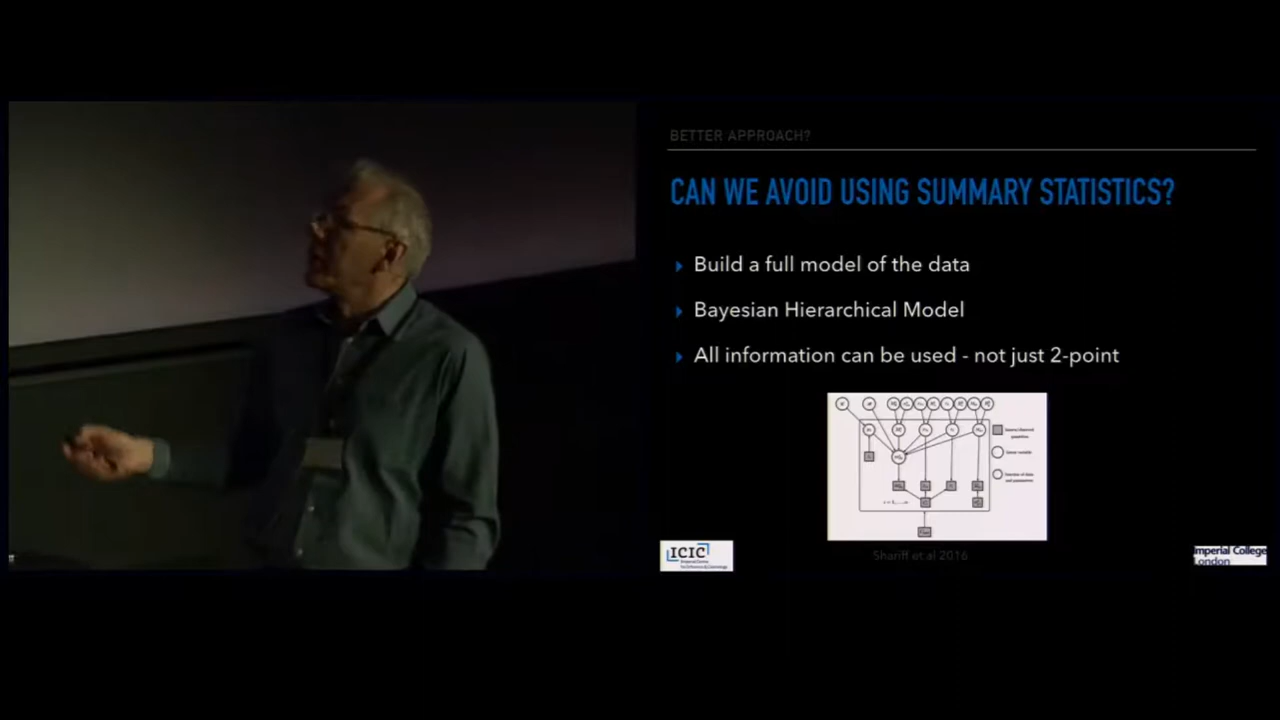 BETTER APPROACH?
CAN WE AVOID USING SUMMARY STATISTICS?
Build a full model of the data
Bayesian Hierarchical Model
All information can be used - not just 2-point
Shariff et al 2016
ICIC
Imperial College
London